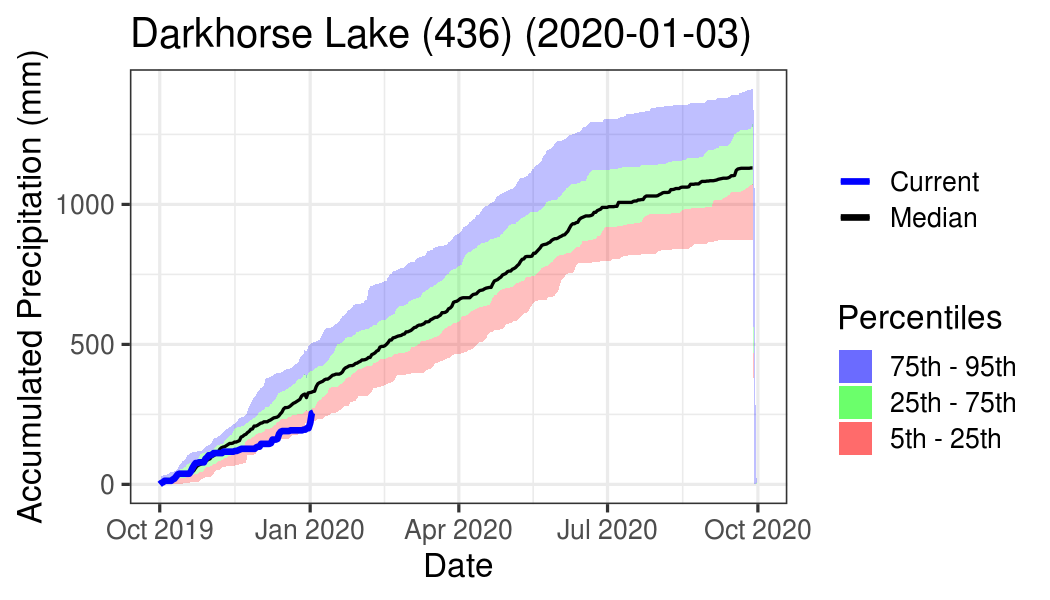 Darkhorse Lake (436) (2020-01-03)
Accumulated Precipitation (mm)
1000
500
0
Oct 2019
Jan 2020
Apr 2020
Jul 2020
Oct 2020
Date
Current
Median
Percentiles
75th - 95th
25th - 75th
5th - 25th